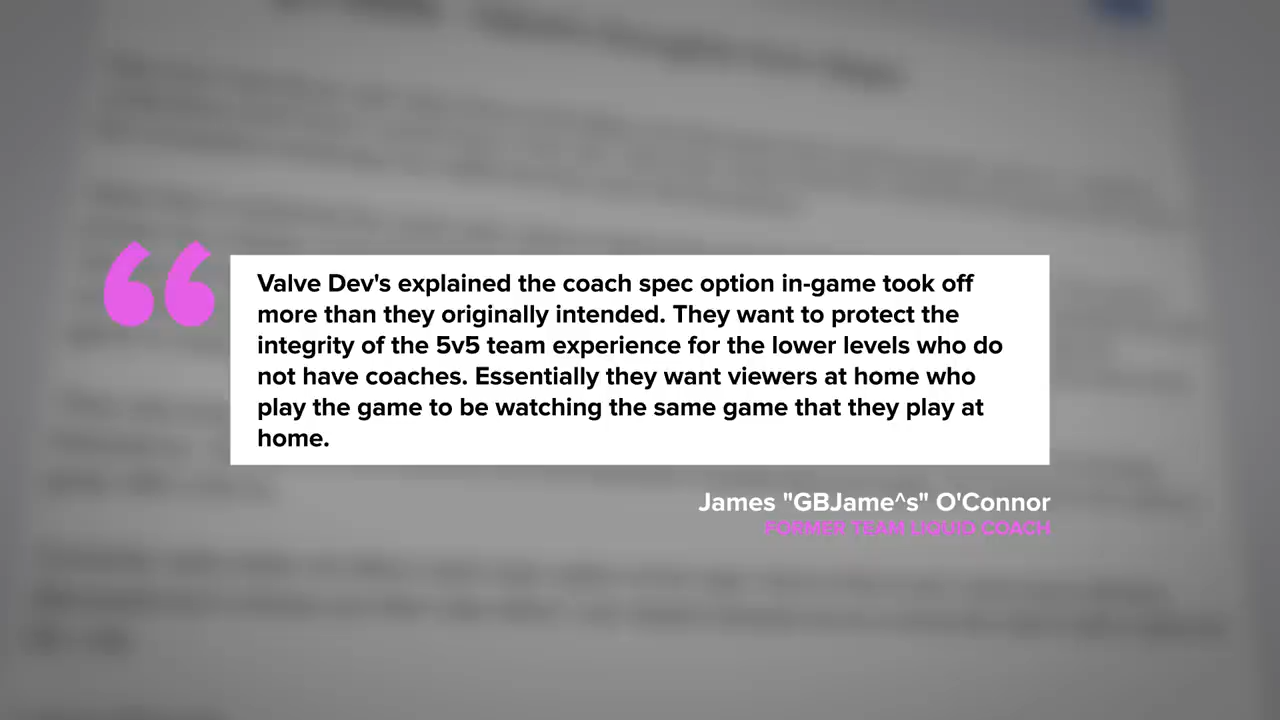 Valve Dev's explained the coach spec option in-game took off
more than they originally intended. They want to protect the
integrity of the 5v5 team experience for the lower levels who do
not have coaches. Essentially they want viewers at home who
play the game to be watching the same game that they play at
home.
James "GBJame^s" O'Connor
FORMER TEAM LIQUID COACH